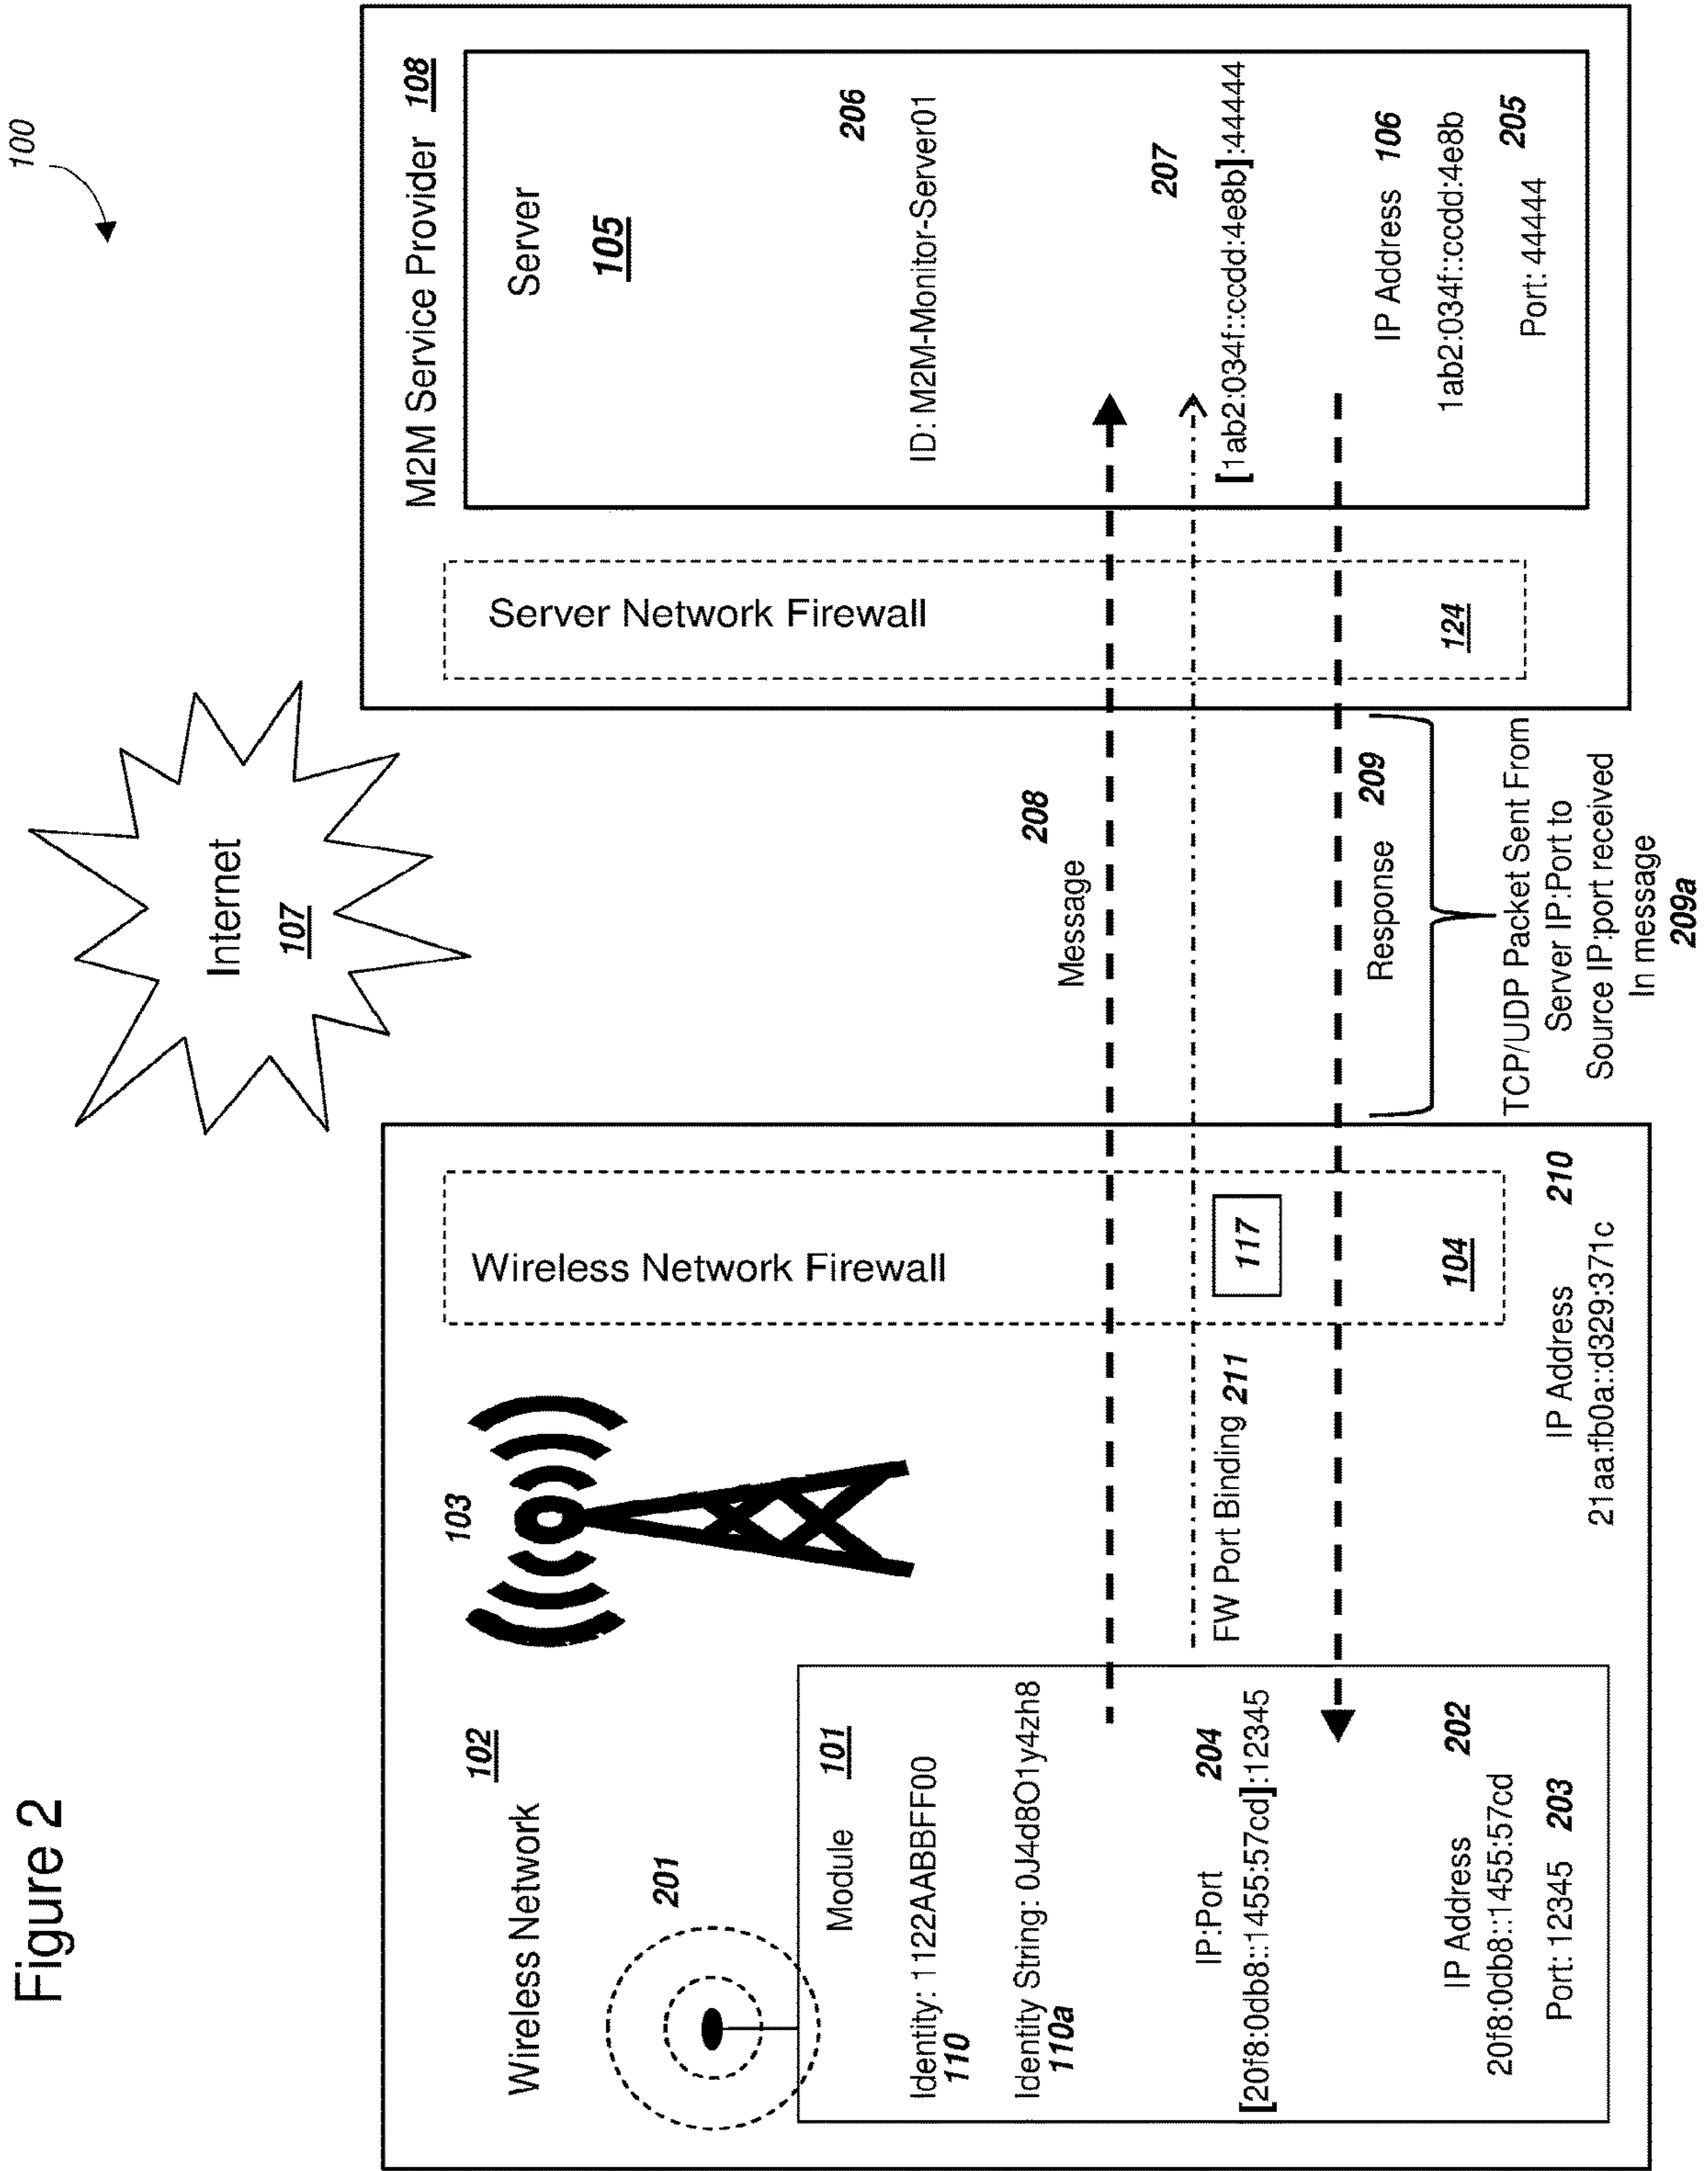 Figure 2
100
Internet
107
Wireless Network
102
103
201
Module
101
Identity: 1122AABBFF00
110
Identity String: 0J4d8O1y4zh8
110a
IP:Port
204
[20f8:0db8::1455:57cd]:12345
IP Address
202
20f8:0db8::1455:57cd
Port: 12345
203
Wireless Network Firewall
117
104
FW Port Binding 211
IP Address
210
21aa:fb0a::d329:371c
208
Message
Response
209
TCP/UDP Packet Sent From
Server IP:Port to
Source IP:port received
In message
209a
M2M Service Provider 108
Server Network Firewall
124
Server
105
206
ID: M2M-Monitor-Server01
207
[1ab2:034f::ccdd:4e8b]:44444
IP Address 106
1ab2:034f::ccdd:4e8b
Port: 44444
205